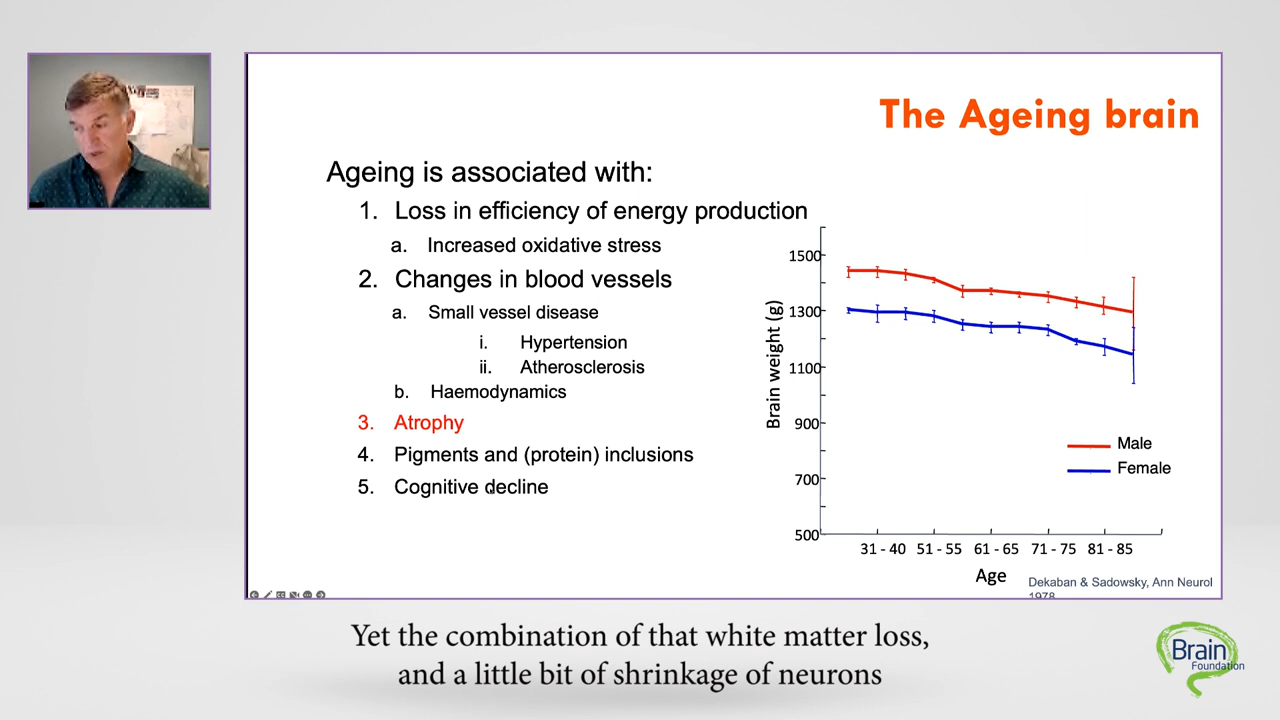 The Ageing brain
Ageing is associated with:
1. Loss in efficiency of energy production
a. Increased oxidative stress
2. Changes in blood vessels
a. Small vessel disease
i. Hypertension
ii. Atherosclerosis
b. Haemodynamics
3. Atrophy
4. Pigments and (protein) inclusions
5. Cognitive decline
Brain weight (g)
1500
1300
1100
900
700
500
Male
Female
31 - 40 51 - 55 61 - 65 71 - 75 81 - 85
Age
Dekaban & Sadowsky, Ann Neurol
1978
Yet the combination of that white matter loss,
and a little bit of shrinkage of neurons
Brain
Foundation